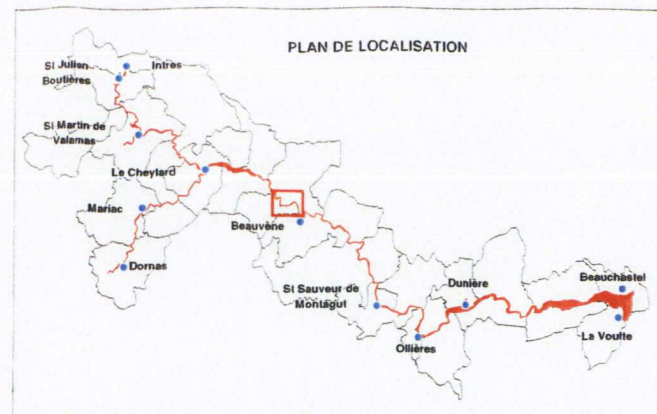 PLAN DE LOCALISATION
St Julien
Boutières
Intres
St Martin de
Valamas
Le Cheylard
Mariac
Beauvène
Dornas
St Sauveur de
Montagut
Dunière
Beauchastel
La Voulte
Ollières